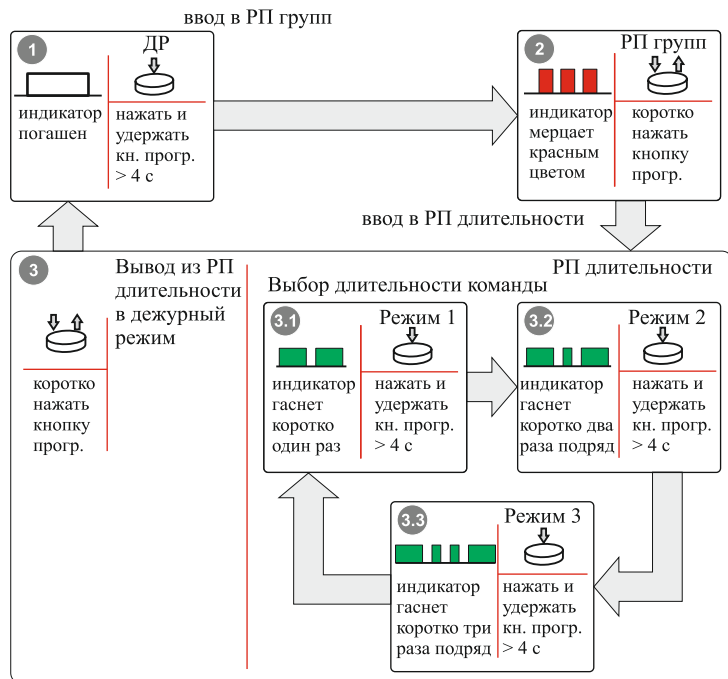 ввод в РП групп
1
ДР
индикатор
погашен
нажать и
удержать
кн. прогр.
> 4 с
2
РП групп
индикатор
мерцает
красным
цветом
коротко
нажать
кнопку
прогр.
ввод в РП длительности
3
Вывод из РП
длительности
в дежурный
режим
коротко
нажать
кнопку
прогр.
РП длительности
Выбор длительности команды
3.1
Режим 1
индикатор
гаснет
коротко
один раз
нажать и
удержать
кн. прогр.
> 4 с
3.2
Режим 2
индикатор
гаснет
коротко два
раза подряд
нажать и
удержать
кн. прогр.
> 4 с
3.3
Режим 3
индикатор
гаснет
коротко три
раза подряд
нажать и
удержать
кн. прогр.
> 4 с